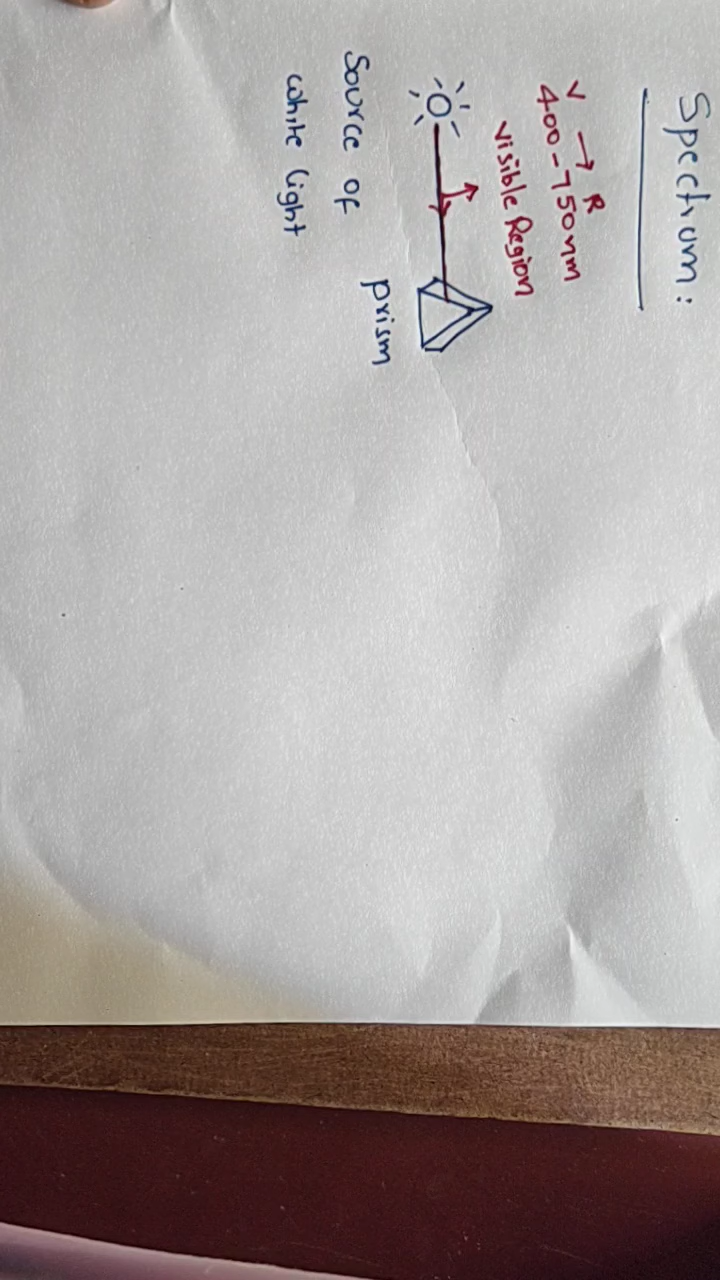 Spectrum:
V → R
400-750nm
Visible Region
prism
Source of
white light